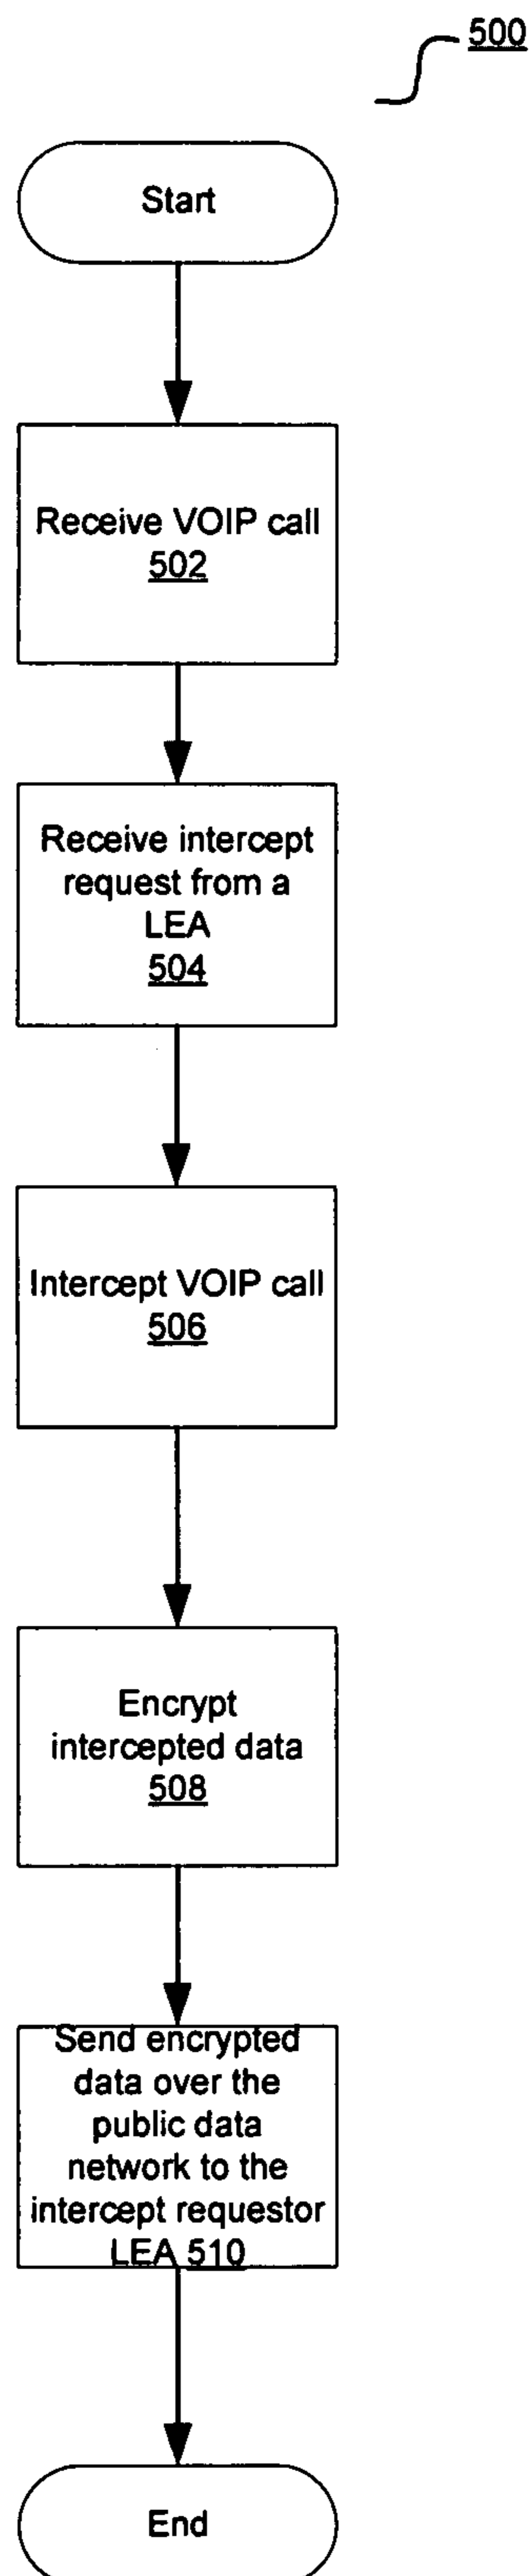 500
Start
Receive VOIP call
502
Receive intercept
request from a
LEA
504
Intercept VOIP call
506
Encrypt
intercepted data
508
Send encrypted
data over the
public data
network to the
intercept requestor
LEA 510
End